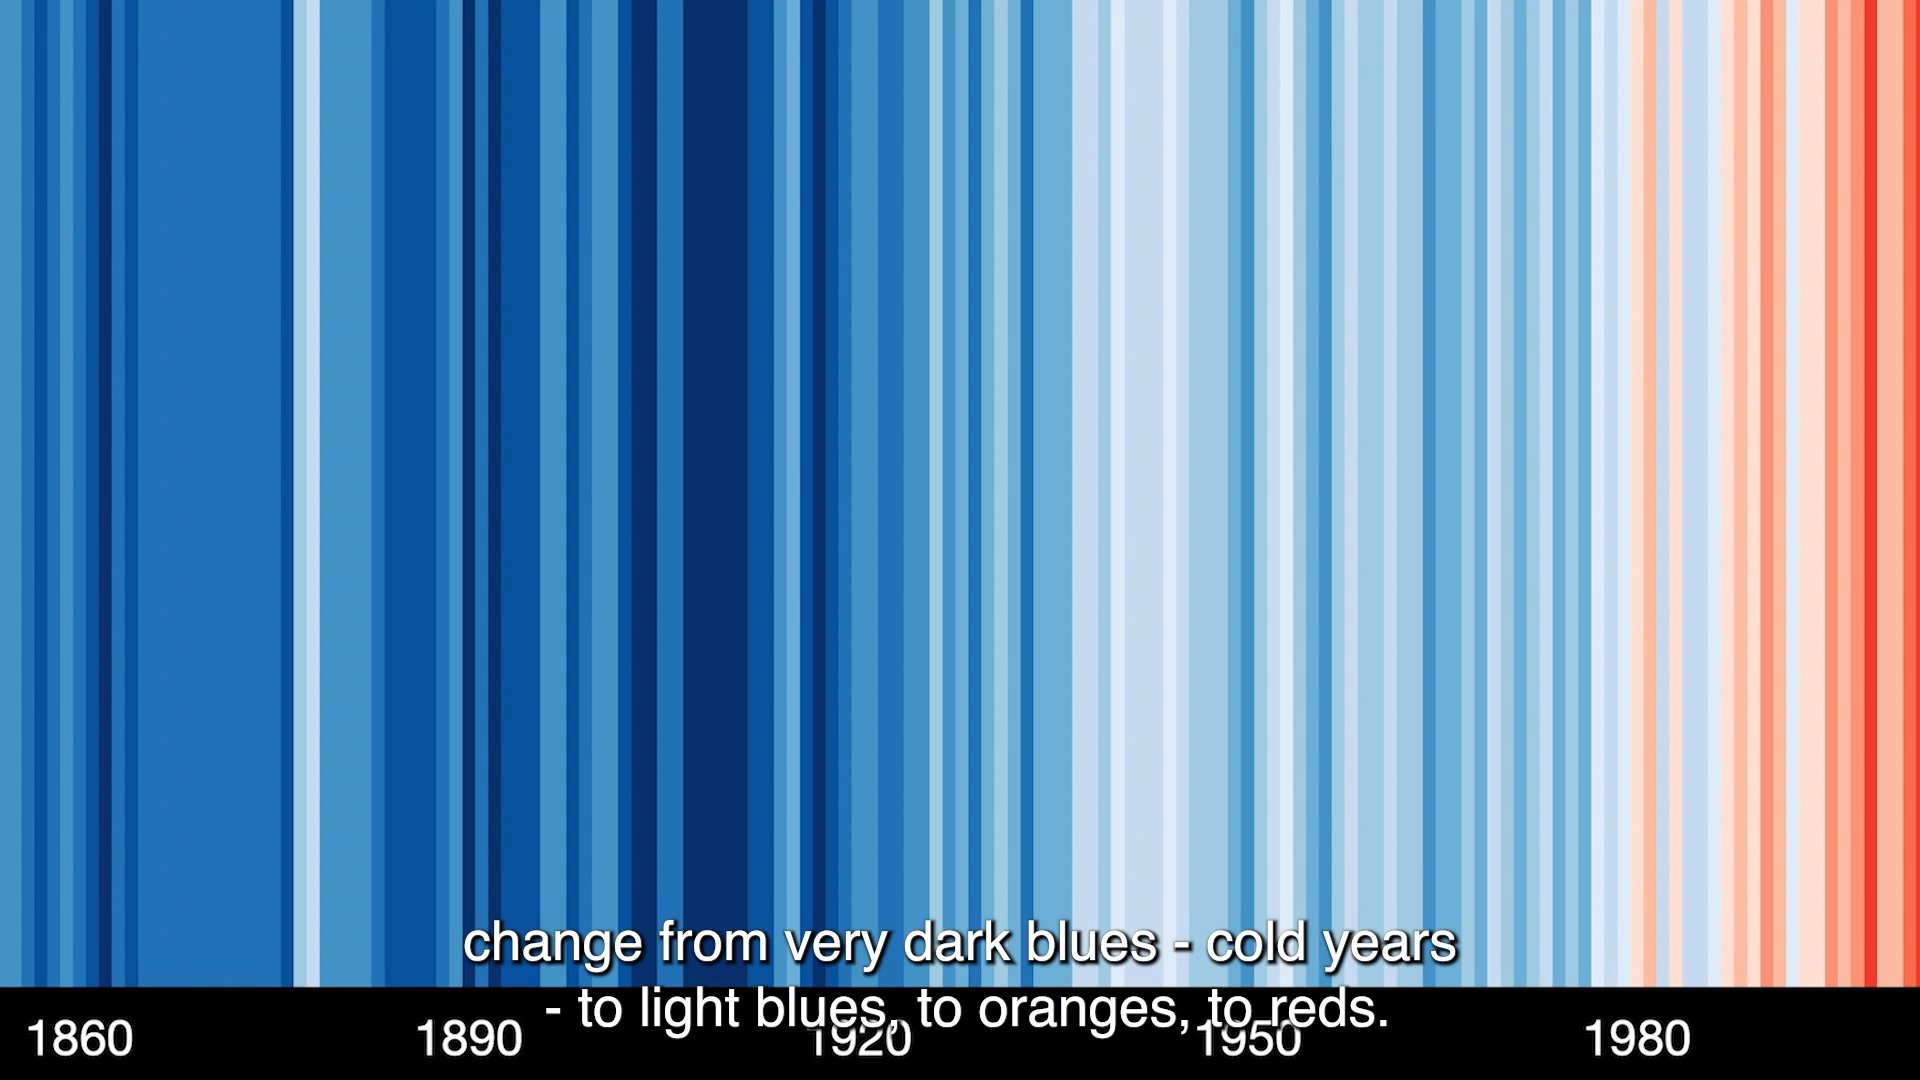 change from very dark blues - cold years
- to light blues, to oranges, to reds.
1860 1890 1920 1950 1980